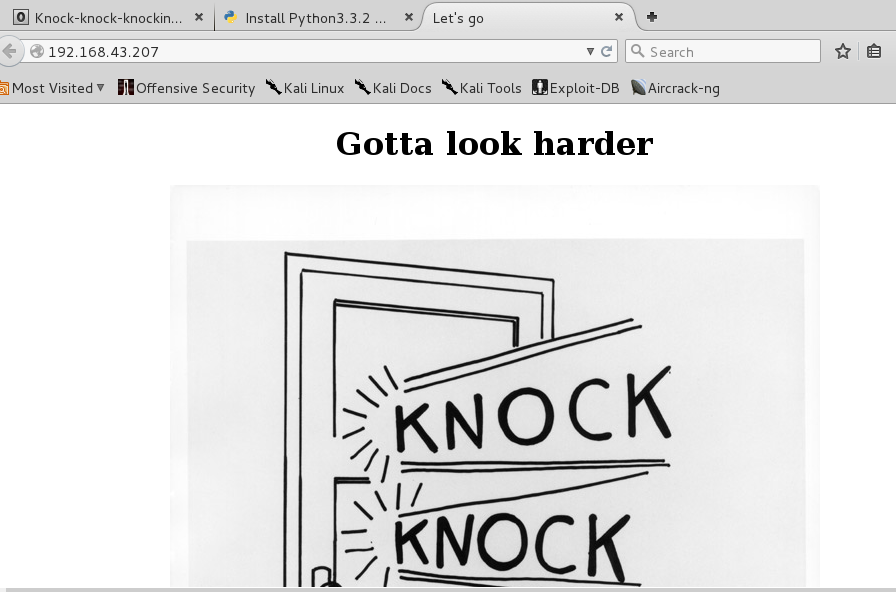 Knock-knock-knockin... Install Python3.3.2 ... Let's go
192.168.43.207 Search
Most Visited Offensive Security Kali Linux Kali Docs Kali Tools Exploit-DB Aircrack-ng
Gotta look harder
KNOCK
KNOCK